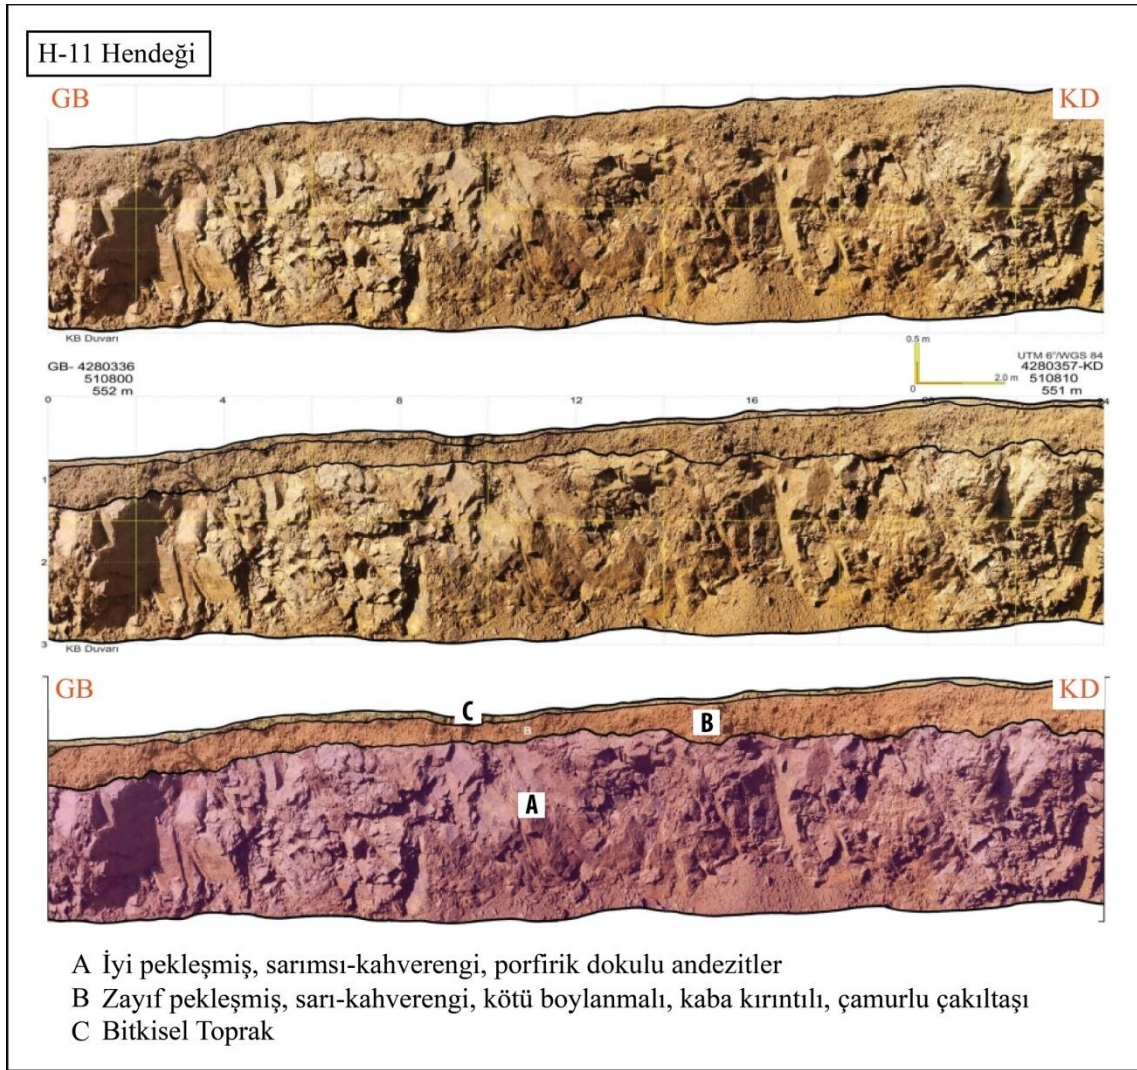 H-11 Hendeği
GB
KD
KB Duvarı
GB- 4280336
510800
552 m
0.5 m
0
2.0 m
UTM 6°/WGS 84
4280357-KD
510810
551 m
0 4 8 12 16 20 24
1
2
3
KB Duvarı
GB
KD
C
B
B
A
A İyi pekleşmiş, sarımsı-kahverengi, porfirik dokulu andezitler
B Zayıf pekleşmiş, sarı-kahverengi, kötü boylanmalı, kaba kırıntılı, çamurlu çakıltaşı
C Bitkisel Toprak